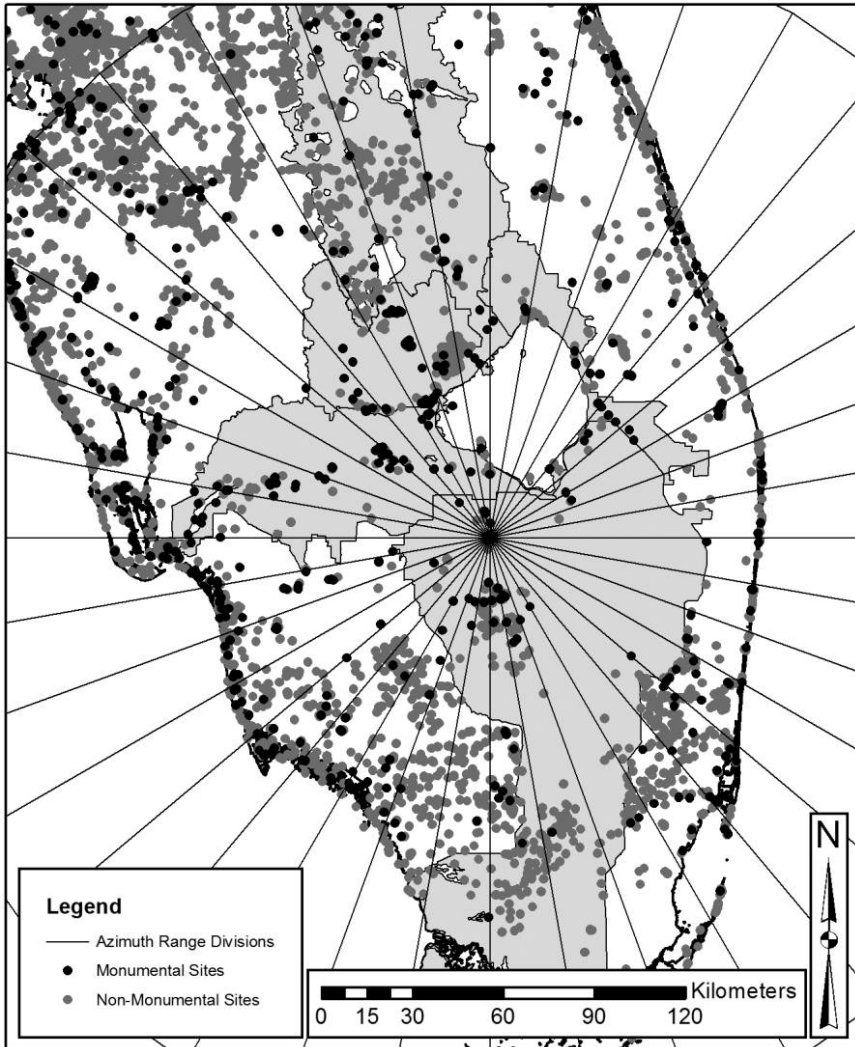 N
Legend
Azimuth Range Divisions
Monumental Sites
Non-Monumental Sites
Kilometers
0 15 30 60 90 120